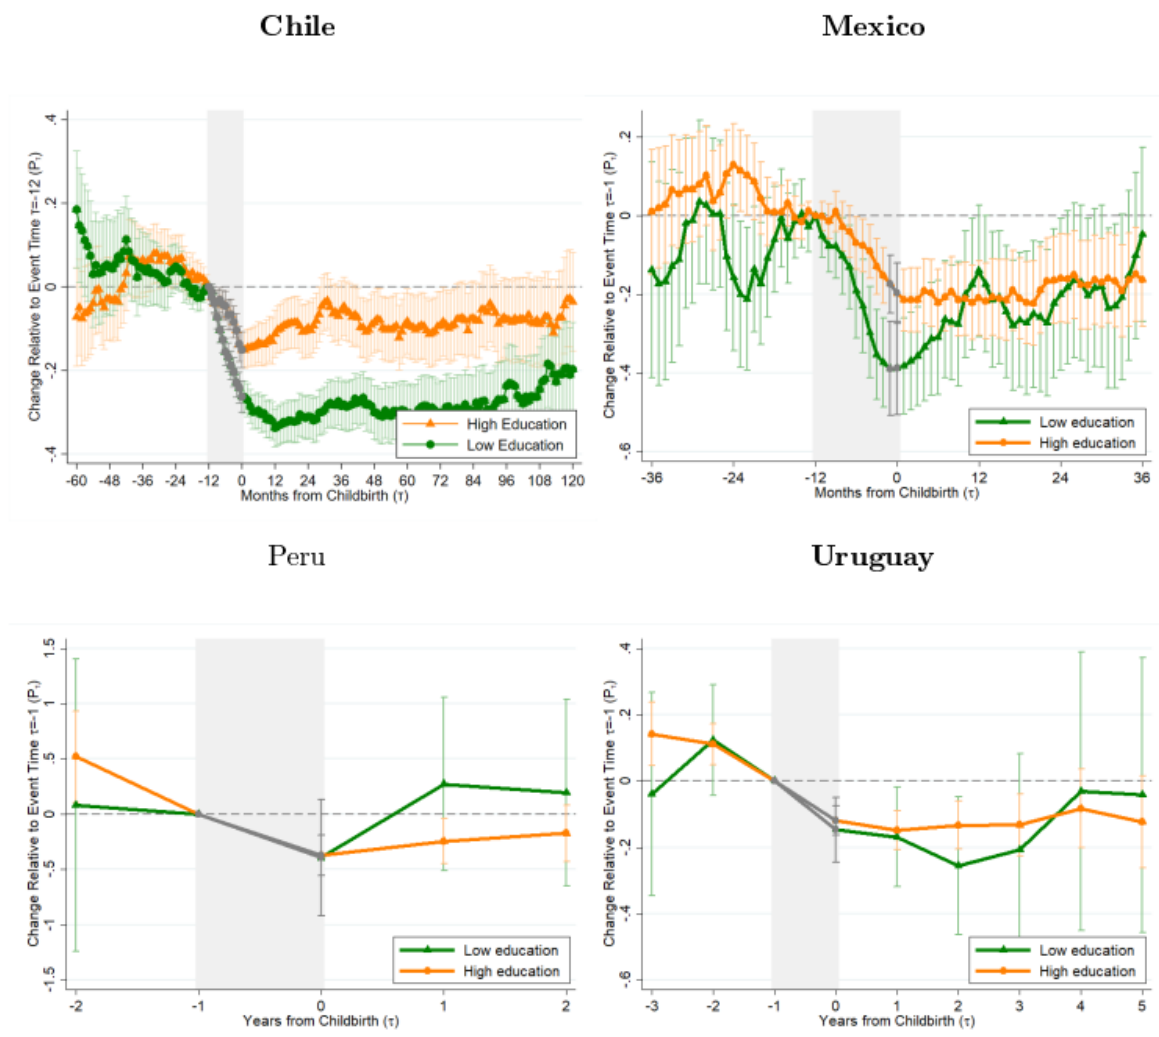 Chile
Mexico
Change Relative to Event Time τ=-12 (Pτ)
.4
.2
0
-.2
-.4
High Education
Low Education
-60 -48 -36 -24 -12 0 12 24 36 48 60 72 84 96 108 120
Months from Childbirth (τ)
Change Relative to Event Time τ=-1 (Pτ)
.2
0
-.2
-.4
-.6
Low education
High education
-36 -24 -12 0 12 24 36
Months from Childbirth (τ)
Peru
Uruguay
Change Relative to Event Time τ=-1 (Pτ)
1.5
1
.5
0
-.5
-1
-1.5
Low education
High education
-2 -1 0 1 2
Years from Childbirth (τ)
Change Relative to Event Time τ=-1 (Pτ)
.4
.2
0
-.2
-.4
-.6
Low education
High education
-3 -2 -1 0 1 2 3 4 5
Years from Childbirth (τ)